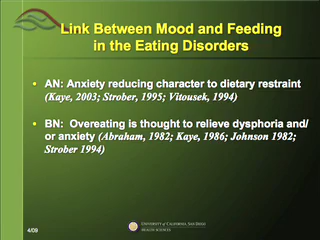 Link Between Mood and Feeding
in the Eating Disorders
• AN: Anxiety reducing character to dietary restraint
(Kaye, 2003; Strober, 1995; Vitousek, 1994)
• BN: Overeating is thought to relieve dysphoria and/
or anxiety (Abraham, 1982; Kaye, 1986; Johnson 1982;
Strober 1994)
4/09
UNIVERSITY OF CALIFORNIA, SAN DIEGO
HEALTH SCIENCES